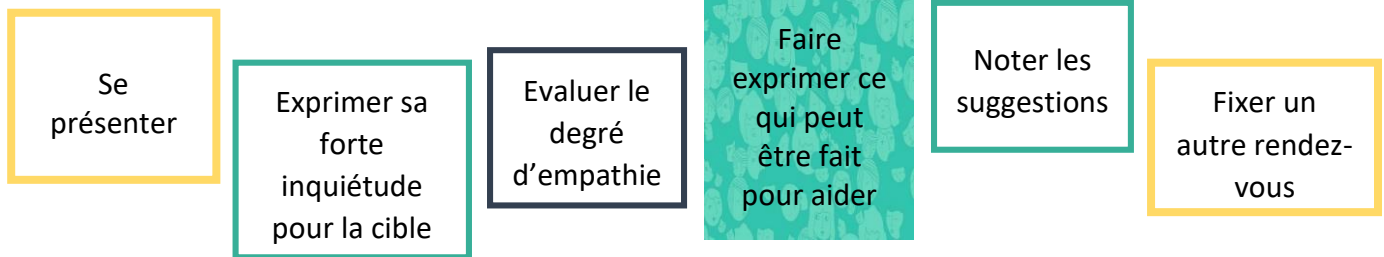 Se
présenter
Exprimer sa
forte
inquiétude
pour la cible
Evaluer le
degré
d’empathie
Faire
exprimer ce
qui peut
être fait
pour aider
Noter les
suggestions
Fixer un
autre rendez-
vous